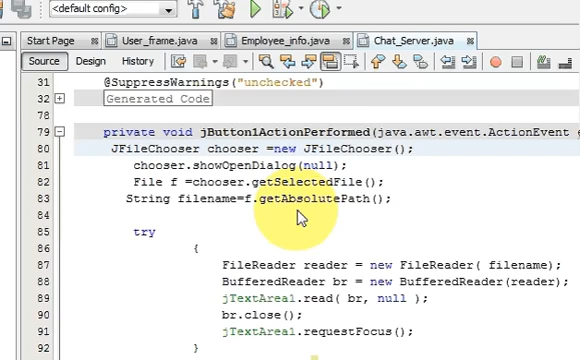 <default config>
Start Page User_frame.java Employee_info.java Chat_Server.java
Source Design History
31 @SuppressWarnings("unchecked")
32 Generated Code
78
79 private void jButton1ActionPerformed(java.awt.event.ActionEvent
80 JFileChooser chooser =new JFileChooser();
81 chooser.showOpenDialog(null);
82 File f =chooser.getSelectedFile();
83 String filename=f.getAbsolutePath();
84
85 try
86 {
87 FileReader reader = new FileReader( filename);
88 BufferedReader br = new BufferedReader(reader);
89 jTextArea1.read( br, null );
90 br.close();
91 jTextArea1.requestFocus();
92 }